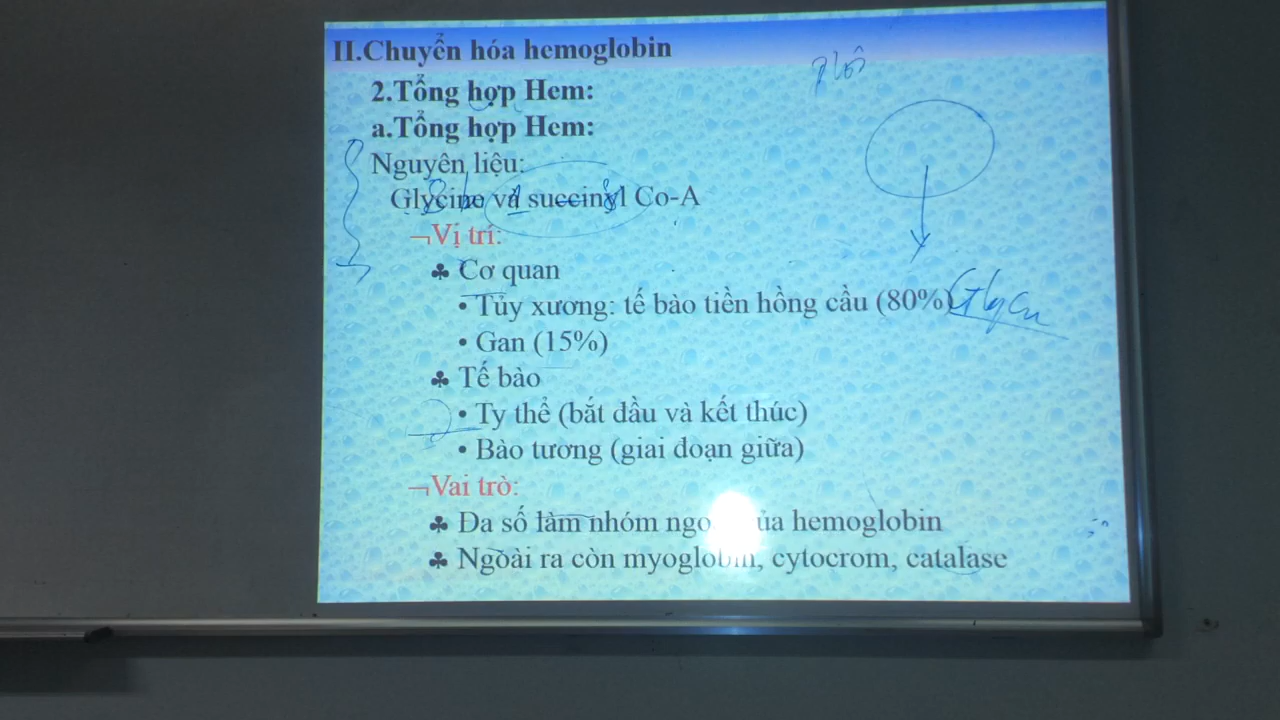 II.Chuyển hóa hemoglobin
2.Tổng hợp Hem:
a.Tổng hợp Hem:
Nguyên liệu:
Glycine và succinyl Co-A
¬Vị trí:
♣ Cơ quan
• Tủy xương: tế bào tiền hồng cầu (80%)
• Gan (15%)
♣ Tế bào
• Ty thể (bắt đầu và kết thúc)
• Bào tương (giai đoạn giữa)
¬Vai trò:
♣ Đa số làm nhóm hemoglobin
♣ Ngoài ra còn myoglobin, cytocrom, catalase